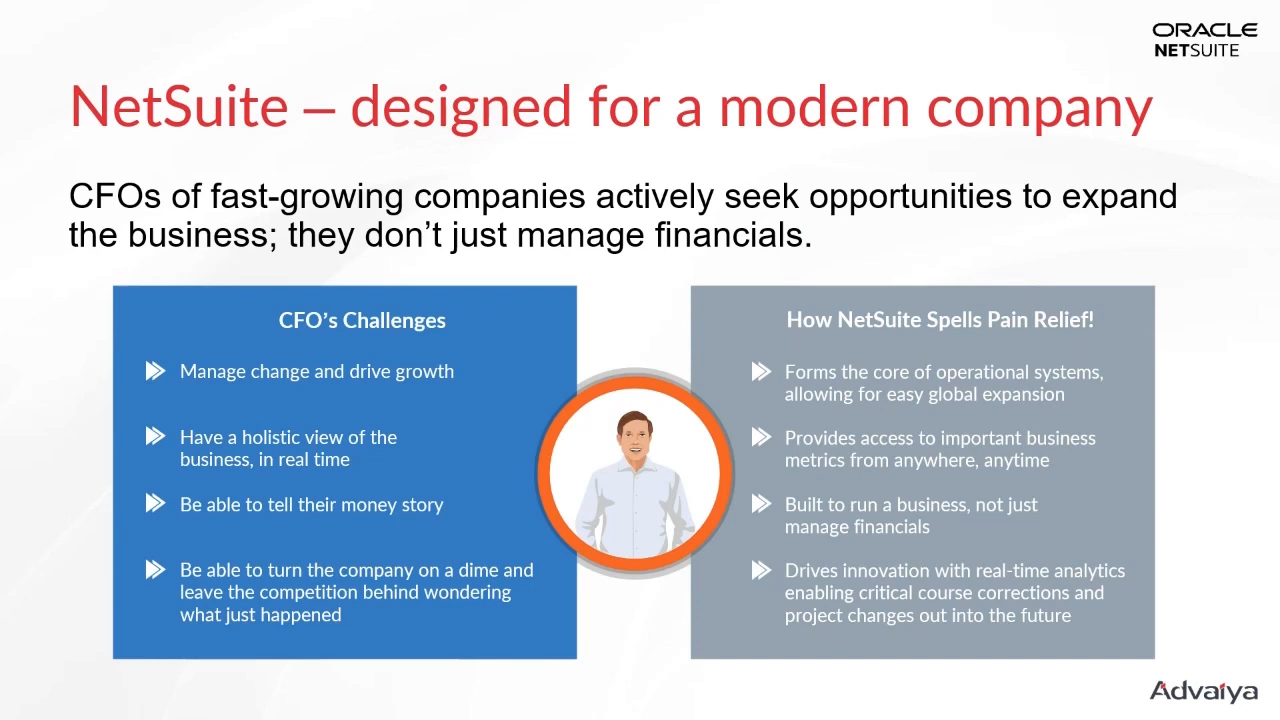 ORACLE
NETSUITE
NetSuite – designed for a modern company
CFOs of fast-growing companies actively seek opportunities to expand
the business; they don’t just manage financials.
CFO’s Challenges
Manage change and drive growth
Have a holistic view of the
business, in real time
Be able to tell their money story
Be able to turn the company on a dime and
leave the competition behind wondering
what just happened
How NetSuite Spells Pain Relief!
Forms the core of operational systems,
allowing for easy global expansion
Provides access to important business
metrics from anywhere, anytime
Built to run a business, not just
manage financials
Drives innovation with real-time analytics
enabling critical course corrections and
project changes out into the future
Advaiya